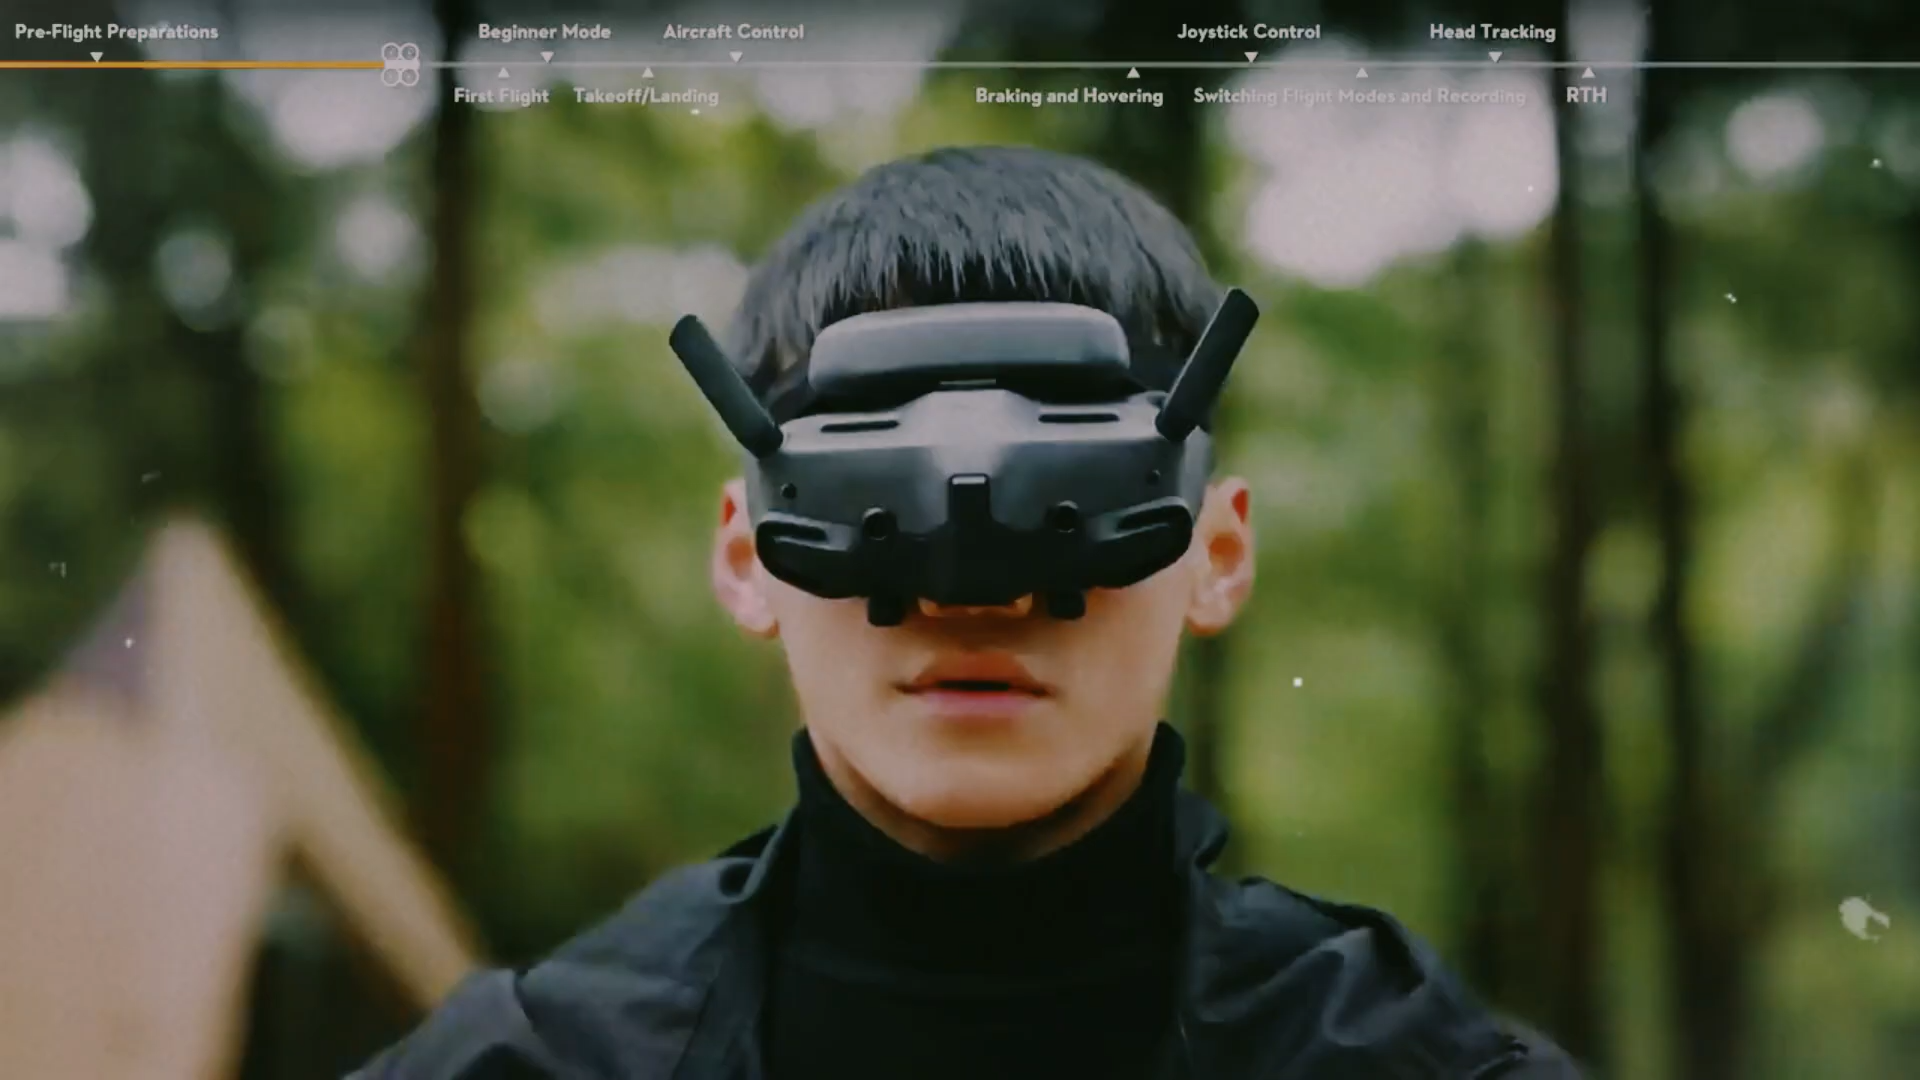 Pre-Flight Preparations
Beginner Mode
Aircraft Control
Joystick Control
Head Tracking
First Flight
Takeoff/Landing
Braking and Hovering
Switching Flight Modes and Recording
RTH